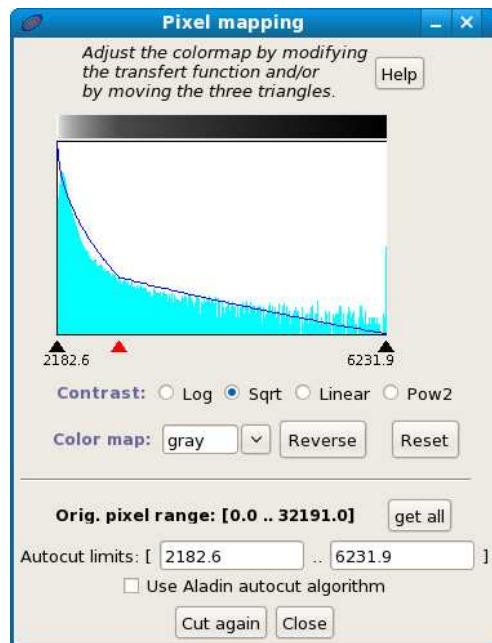 Pixel mapping
Adjust the colormap by modifying
the transfert function and/or
by moving the three triangles.
Help
2182.6 6231.9
Contrast: Log Sqrt Linear Pow2
Color map: gray Reverse Reset
Orig. pixel range: [0.0 .. 32191.0] get all
Autocut limits: [ 2182.6 .. 6231.9 ]
Use Aladin autocut algorithm
Cut again Close